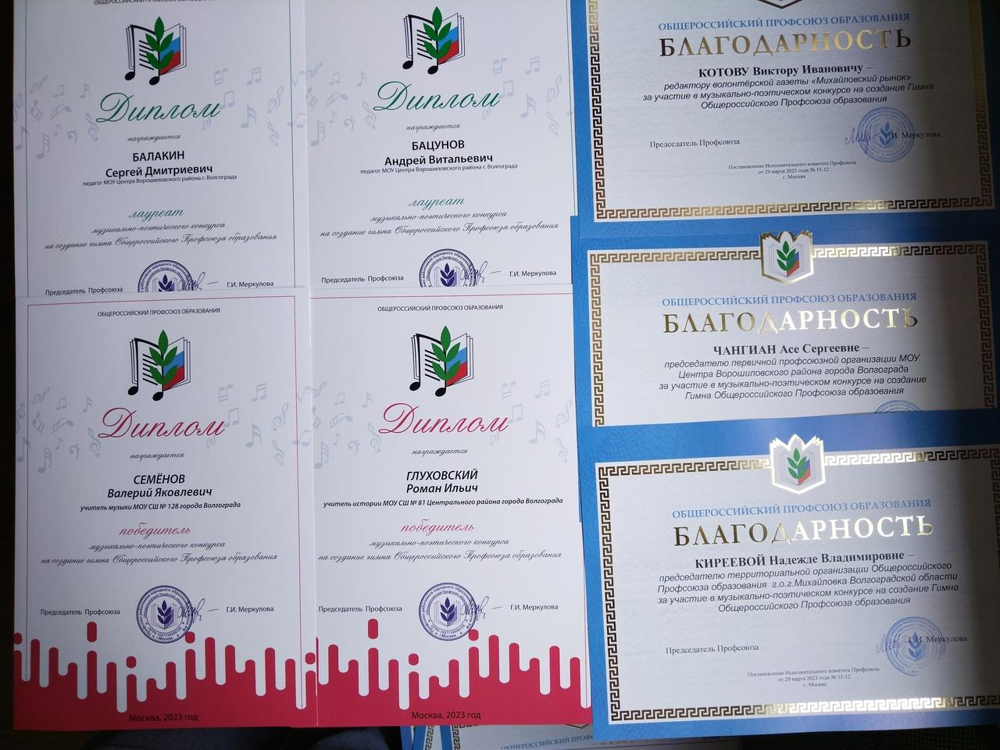 ОБЩЕРОССИЙСКИЙ ПРОФСОЮЗ ОБРАЗОВАНИЯ
Диплом
награждается
БАЛАКИН
Сергей Дмитриевич
педагог МОУ Центра Ворошиловского района г. Волгограда
лауреат
музыкально-поэтического конкурса
на создание гимна Общероссийского Профсоюза образования
Председатель Профсоюза
Г.И. Меркулова
Диплом
награждается
БАЦУНОВ
Андрей Витальевич
педагог МОУ Центра Ворошиловского района г. Волгограда
лауреат
музыкально-поэтического конкурса
на создание гимна Общероссийского Профсоюза образования
Председатель Профсоюза
Г.И. Меркулова
ОБЩЕРОССИЙСКИЙ ПРОФСОЮЗ ОБРАЗОВАНИЯ
БЛАГОДАРНОСТЬ
КОТОВУ Виктору Ивановичу –
редактору волонтёрской газеты «Михайловский рынок»
за участие в музыкально-поэтическом конкурсе на создание Гимна
Общероссийского Профсоюза образования
Председатель Профсоюза
Г.И. Меркулова
Постановление Исполнительного комитета Профсоюза
от 29 марта 2023 года № 15-12
г. Москва
ОБЩЕРОССИЙСКИЙ ПРОФСОЮЗ ОБРАЗОВАНИЯ
БЛАГОДАРНОСТЬ
ЧАНГИАН Асе Сергеевне –
председателю первичной профсоюзной организации МОУ
Центра Ворошиловского района города Волгограда
за участие в музыкально-поэтическом конкурсе на создание
Гимна Общероссийского Профсоюза образования
ОБЩЕРОССИЙСКИЙ ПРОФСОЮЗ ОБРАЗОВАНИЯ
Диплом
награждается
СЕМЁНОВ
Валерий Яковлевич
учитель музыки МОУ СШ № 128 города Волгограда
победитель
музыкально-поэтического конкурса
на создание гимна Общероссийского Профсоюза образования
Председатель Профсоюза
Г.И. Меркулова
Москва, 2023 год
ОБЩЕРОССИЙСКИЙ ПРОФСОЮЗ ОБРАЗОВАНИЯ
Диплом
награждается
ГЛУХОВСКИЙ
Роман Ильич
учитель истории МОУ СШ № 81 Центрального района города Волгограда
победитель
музыкально-поэтического конкурса
на создание гимна Общероссийского Профсоюза образования
Председатель Профсоюза
Г.И. Меркулова
Москва, 2023 год
ОБЩЕРОССИЙСКИЙ ПРОФСОЮЗ ОБРАЗОВАНИЯ
БЛАГОДАРНОСТЬ
КИРЕЕВОЙ Надежде Владимировне –
председателю территориальной организации Общероссийского
Профсоюза образования г.о.г.Михайловка Волгоградской области
за участие в музыкально-поэтическом конкурсе на создание Гимна
Общероссийского Профсоюза образования
Председатель Профсоюза
Г.И. Меркулова
Постановление Исполнительного комитета Профсоюза
от 29 марта 2023 года № 15-12
г. Москва
ОБЩЕРОССИЙСКИЙ